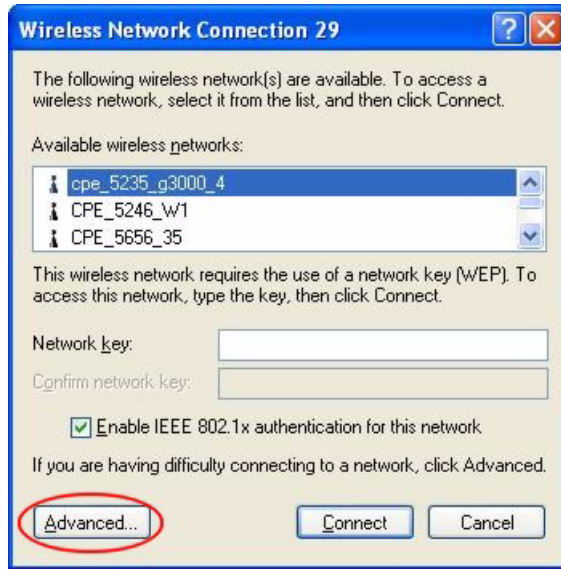 Wireless Network Connection 29
The following wireless network(s) are available. To access a
wireless network, select it from the list, and then click Connect.
Available wireless networks:
cpe_5235_g3000_4
CPE_5246_W1
CPE_5656_35
This wireless network requires the use of a network key (WEP). To
access this network, type the key, then click Connect.
Network key:
Confirm network key:
Enable IEEE 802.1x authentication for this network
If you are having difficulty connecting to a network, click Advanced.
Advanced...
Connect
Cancel